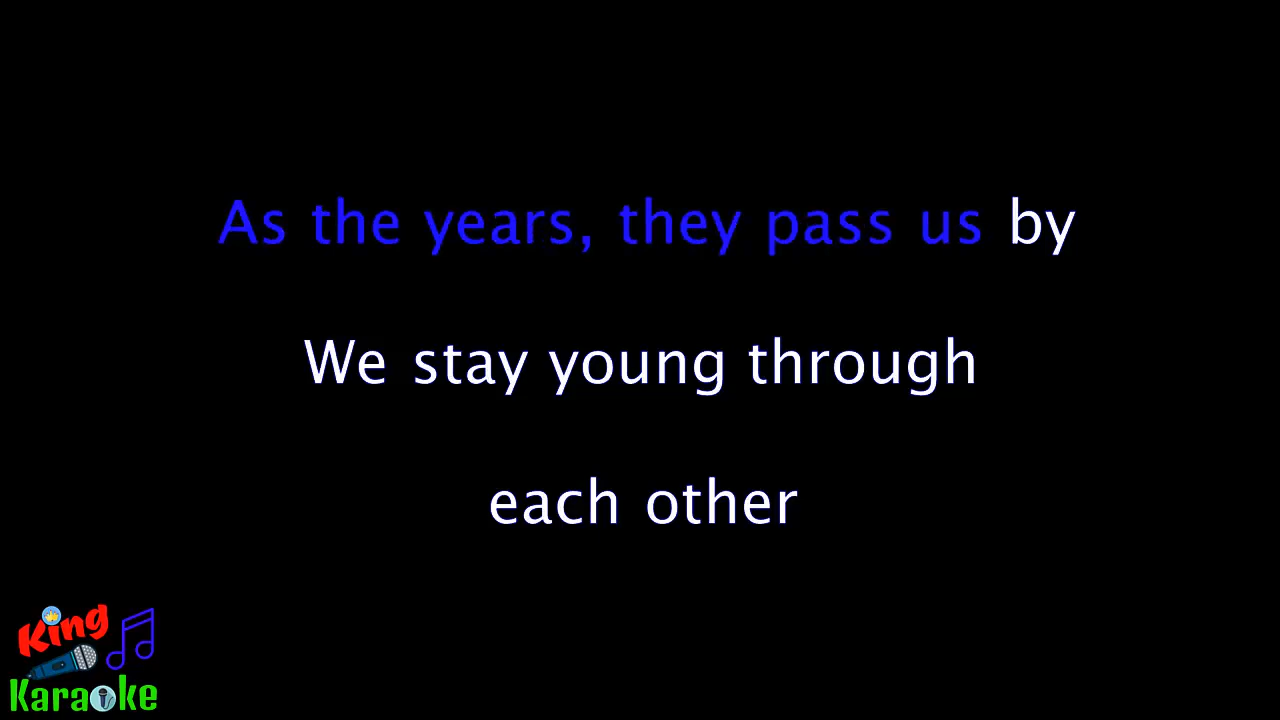 As the years, they pass us by
We stay young through
each other
King
Karaoke